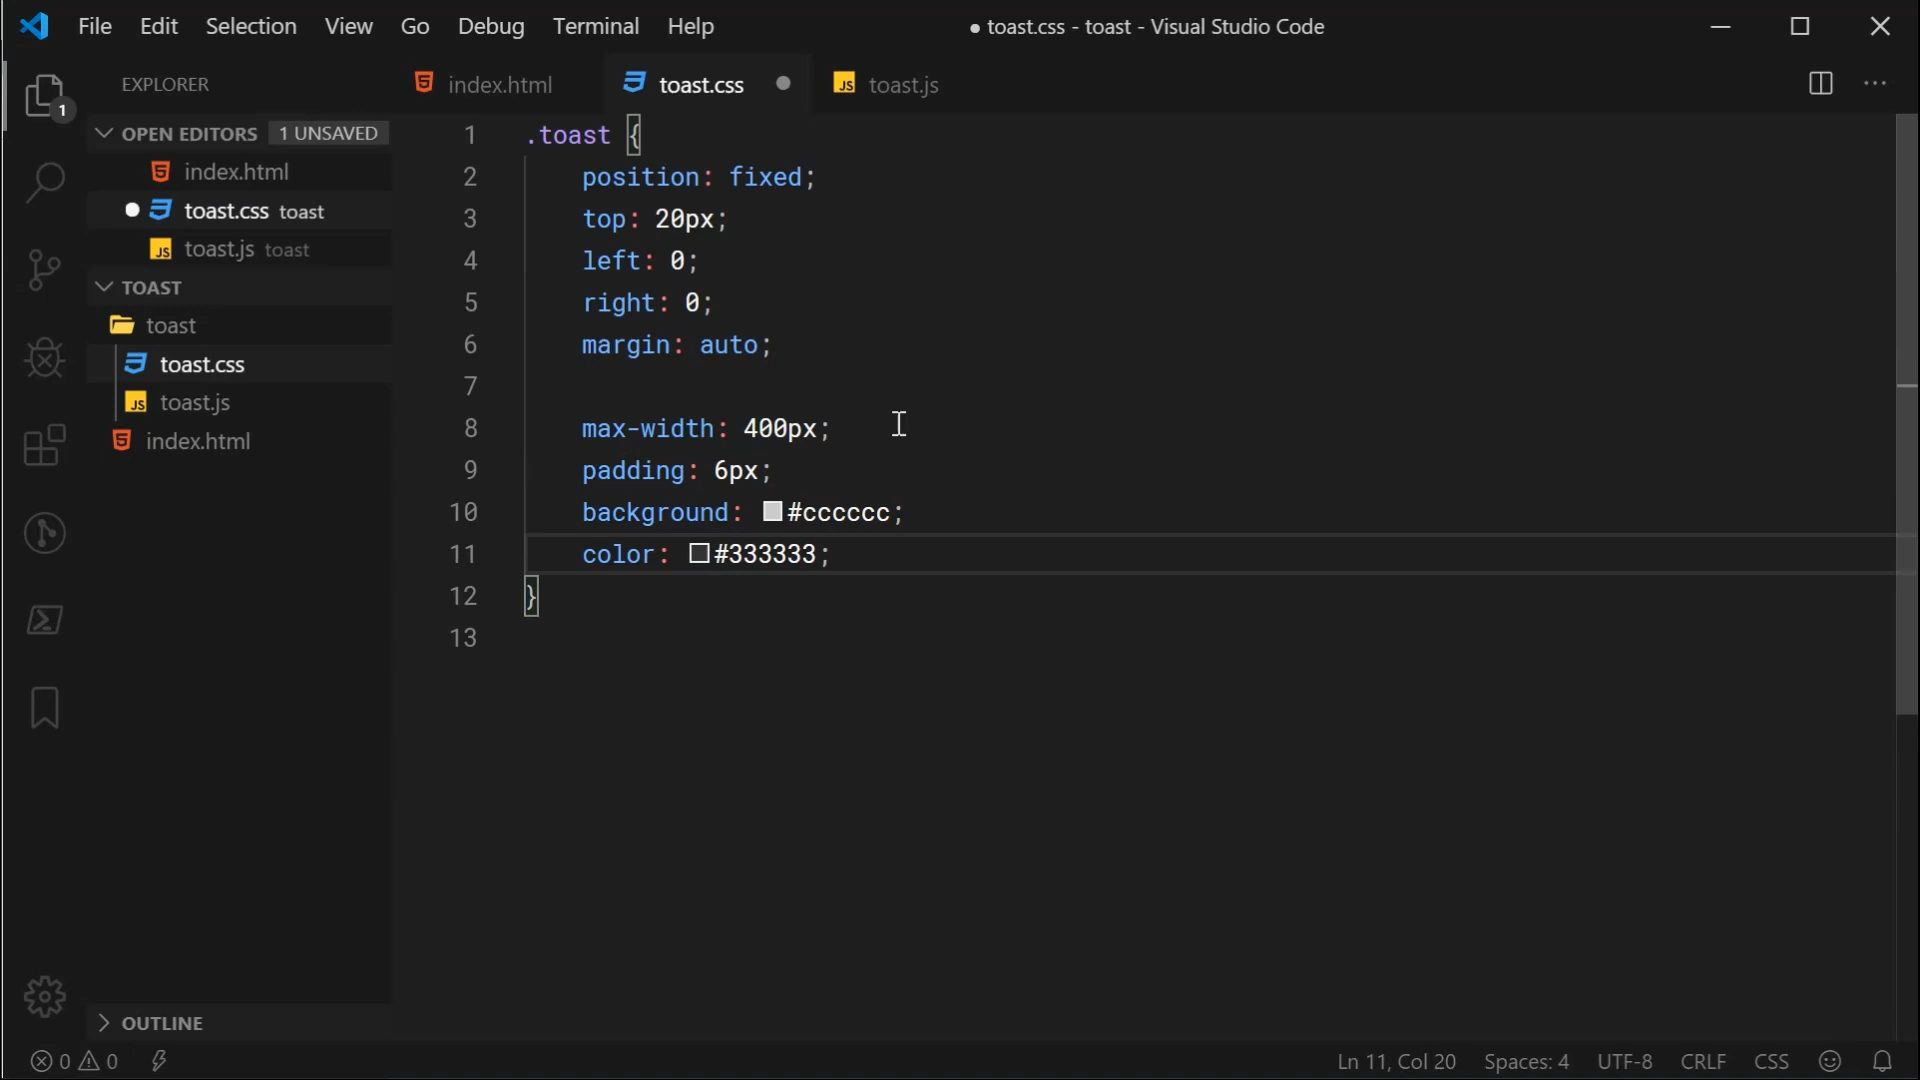 File Edit Selection View Go Debug Terminal Help ● toast.css - toast - Visual Studio Code
EXPLORER
OPEN EDITORS 1 UNSAVED
index.html
toast.css toast
toast.js toast
TOAST
toast
toast.css
toast.js
index.html
OUTLINE
1
index.html toast.css toast.js
1 .toast {
2 position: fixed;
3 top: 20px;
4 left: 0;
5 right: 0;
6 margin: auto;
7
8 max-width: 400px;
9 padding: 6px;
10 background: #cccccc;
11 color: #333333;
12 }
13
0 0 Ln 11, Col 20 Spaces: 4 UTF-8 CRLF CSS